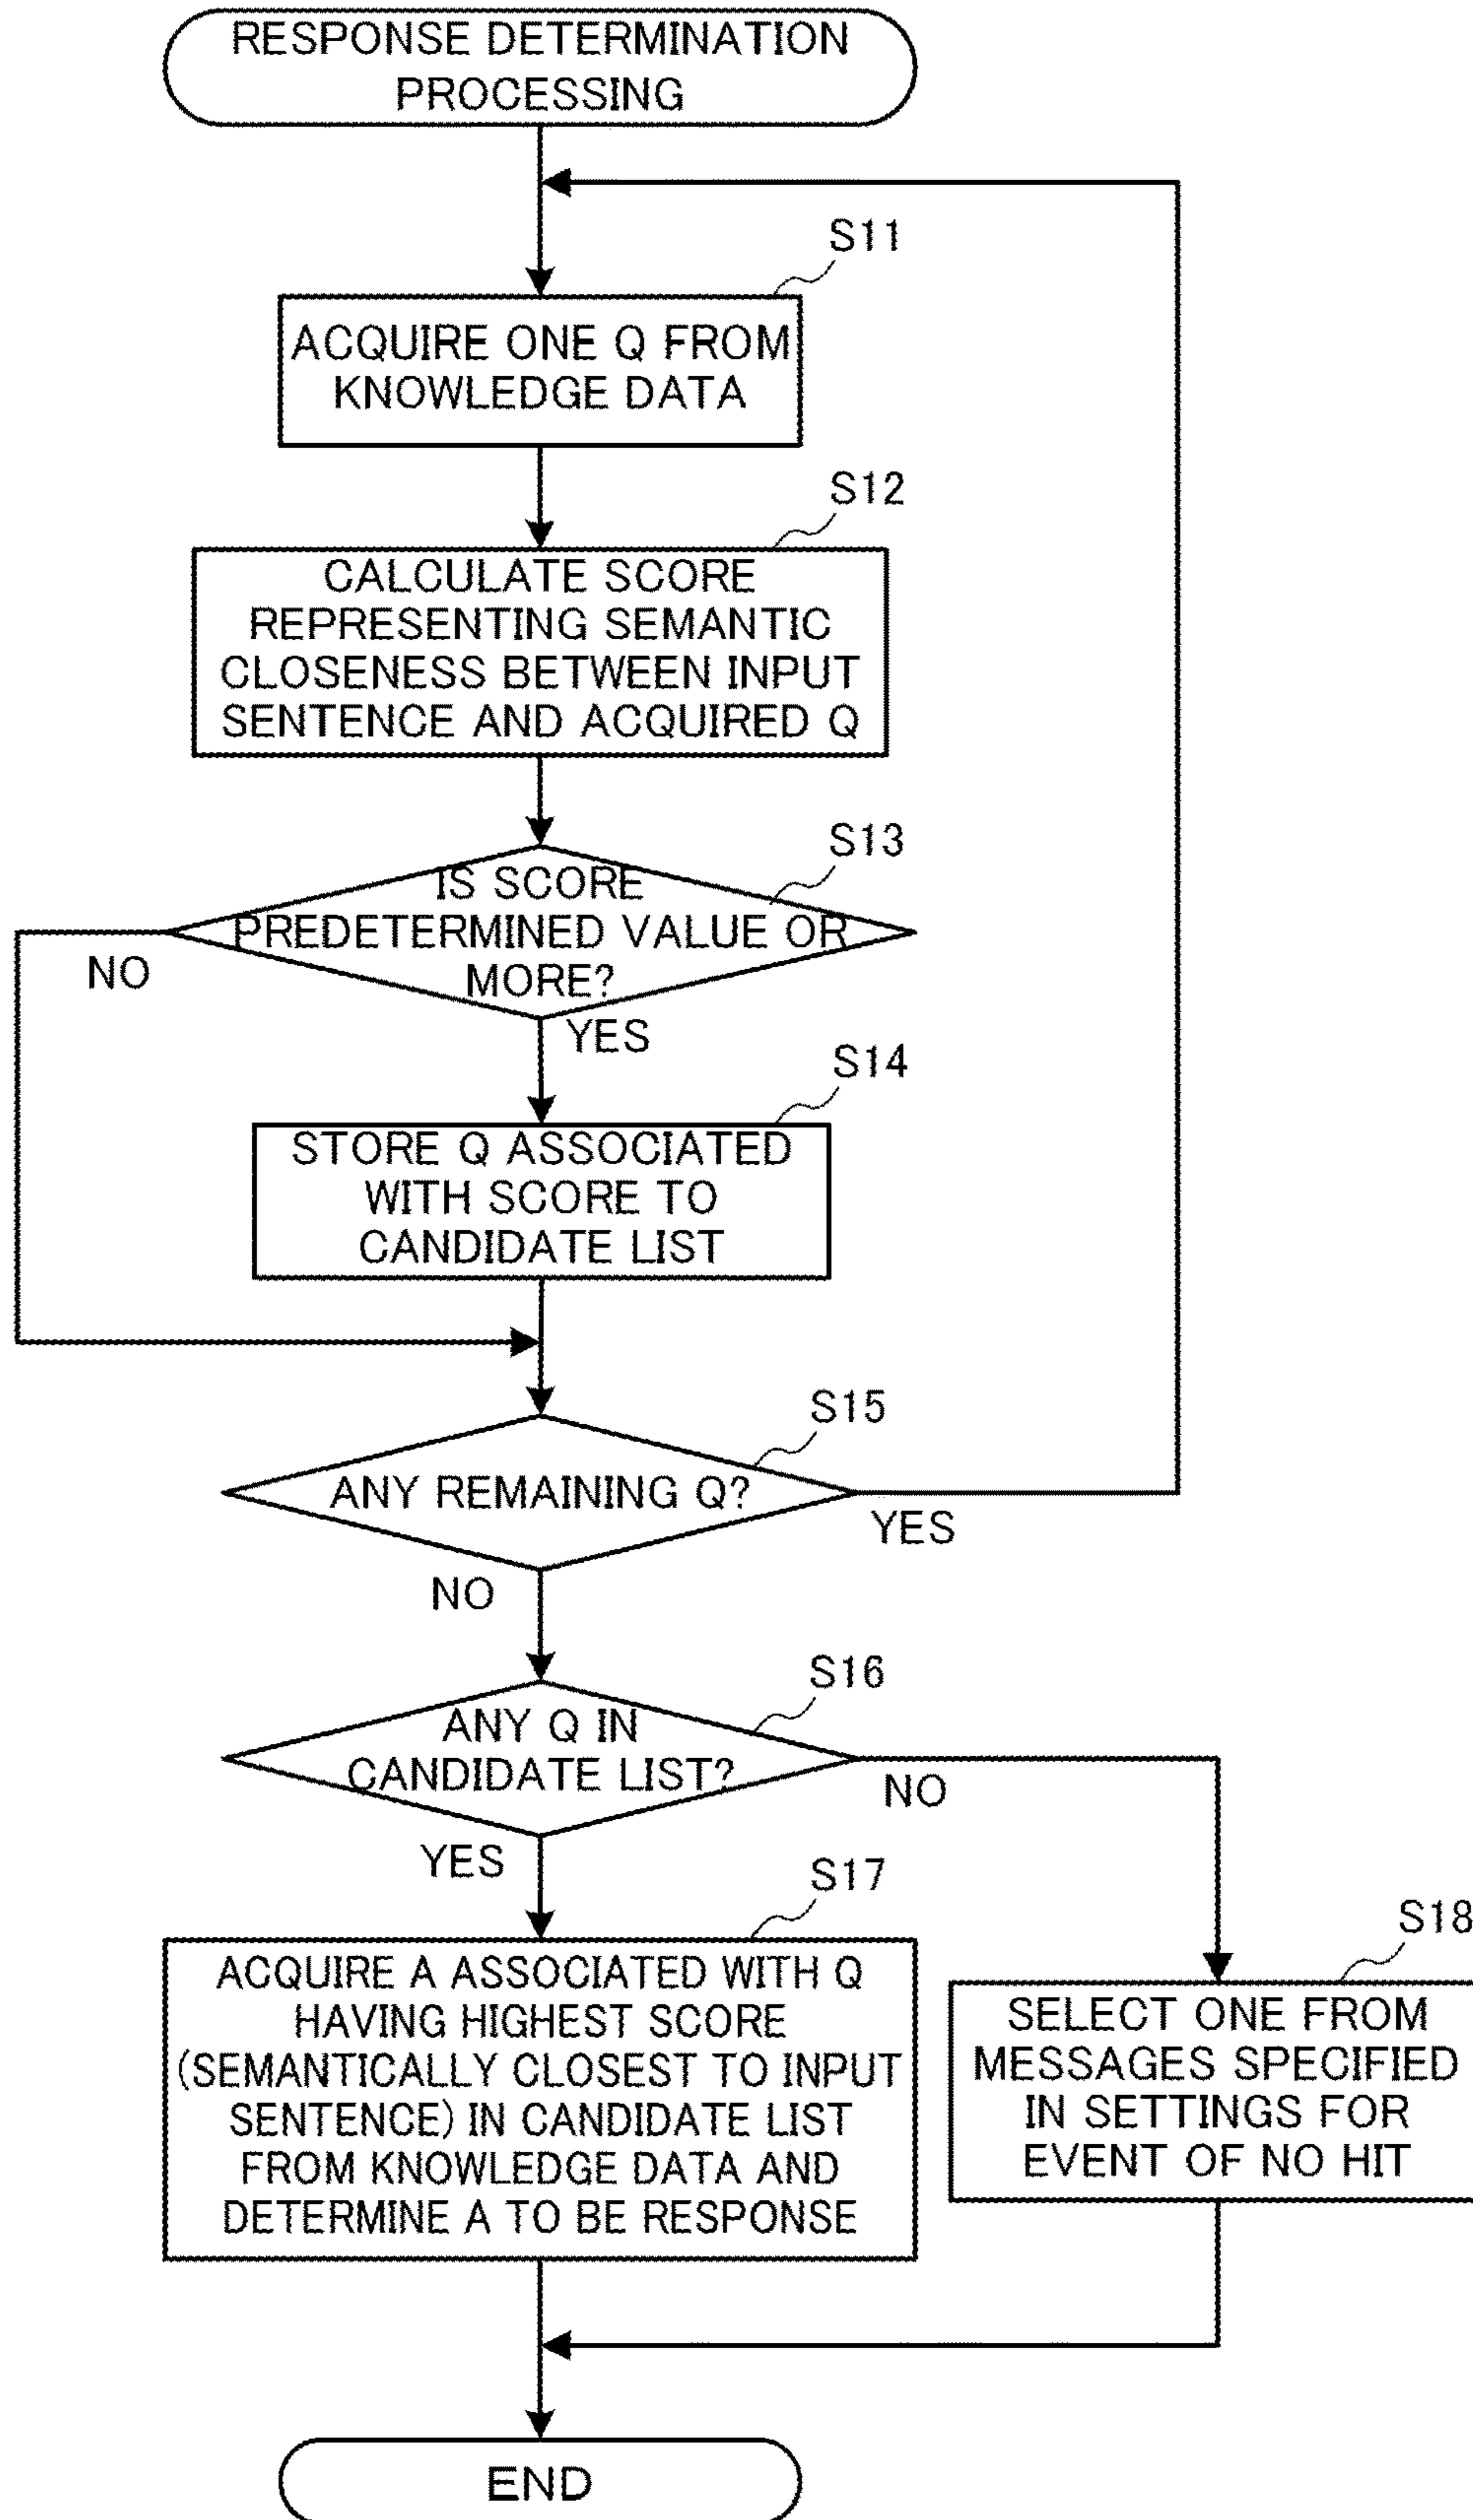 RESPONSE DETERMINATION
PROCESSING
S11
ACQUIRE ONE Q FROM
KNOWLEDGE DATA
S12
CALCULATE SCORE
REPRESENTING SEMANTIC
CLOSENESS BETWEEN INPUT
SENTENCE AND ACQUIRED Q
S13
IS SCORE
PREDETERMINED VALUE OR
MORE?
NO
YES
S14
STORE Q ASSOCIATED
WITH SCORE TO
CANDIDATE LIST
S15
ANY REMAINING Q?
YES
NO
S16
ANY Q IN
CANDIDATE LIST?
NO
YES
S17
ACQUIRE A ASSOCIATED WITH Q
HAVING HIGHEST SCORE
(SEMANTICALLY CLOSEST TO INPUT
SENTENCE) IN CANDIDATE LIST
FROM KNOWLEDGE DATA AND
DETERMINE A TO BE RESPONSE
S18
SELECT ONE FROM
MESSAGES SPECIFIED
IN SETTINGS FOR
EVENT OF NO HIT
END